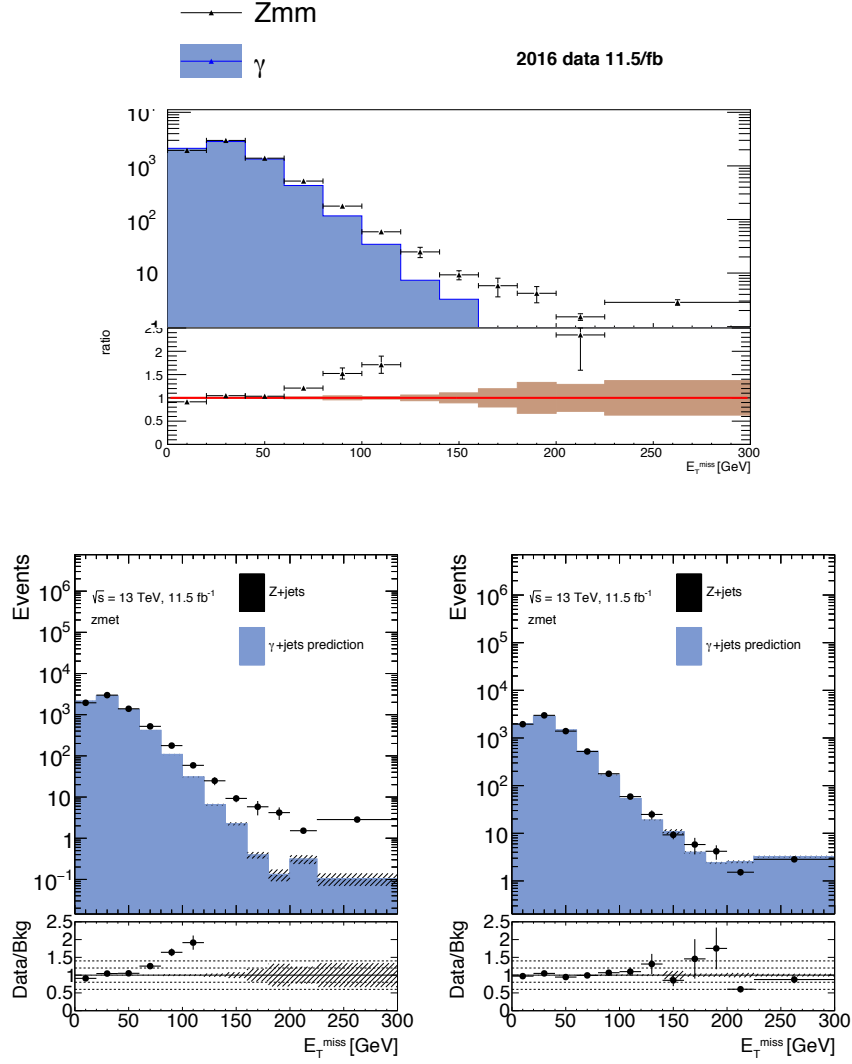 Zmm
γ
2016 data 11.5/fb
10³
10²
10
1
ratio
2.5
2
1.5
1
0.5
0
0 50 100 150 200 250 300
E_T^miss [GeV]
Events
10⁶
10⁵
10⁴
10³
10²
10
1
10⁻¹
√s = 13 TeV, 11.5 fb⁻¹
zmet
Z+jets
γ+jets prediction
Data/Bkg
2.5
2
1.5
1
0.5
0
0 50 100 150 200 250 300
E_T^miss [GeV]
Events
10⁶
10⁵
10⁴
10³
10²
10
1
√s = 13 TeV, 11.5 fb⁻¹
zmet
Z+jets
γ+jets prediction
Data/Bkg
2.5
2
1.5
1
0.5
0
0 50 100 150 200 250 300
E_T^miss [GeV]